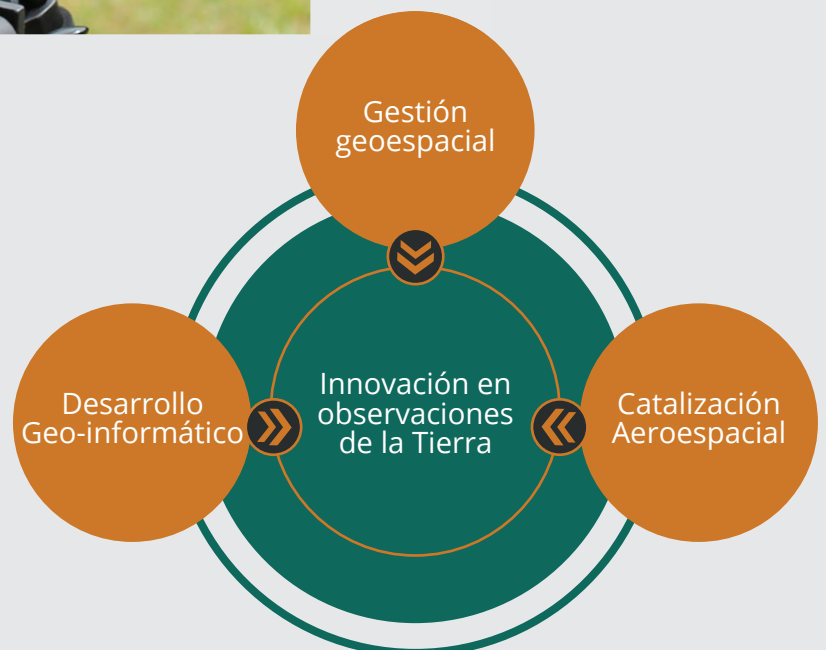 Gestión
geoespacial
Desarrollo
Geo-informático
Innovación en
observaciones
de la Tierra
Catalización
Aeroespacial